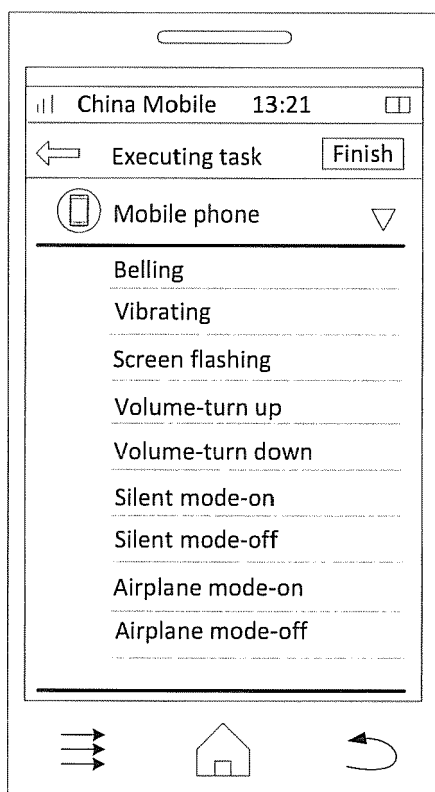 China Mobile 13:21
Executing task Finish
Mobile phone
Belling
Vibrating
Screen flashing
Volume-turn up
Volume-turn down
Silent mode-on
Silent mode-off
Airplane mode-on
Airplane mode-off